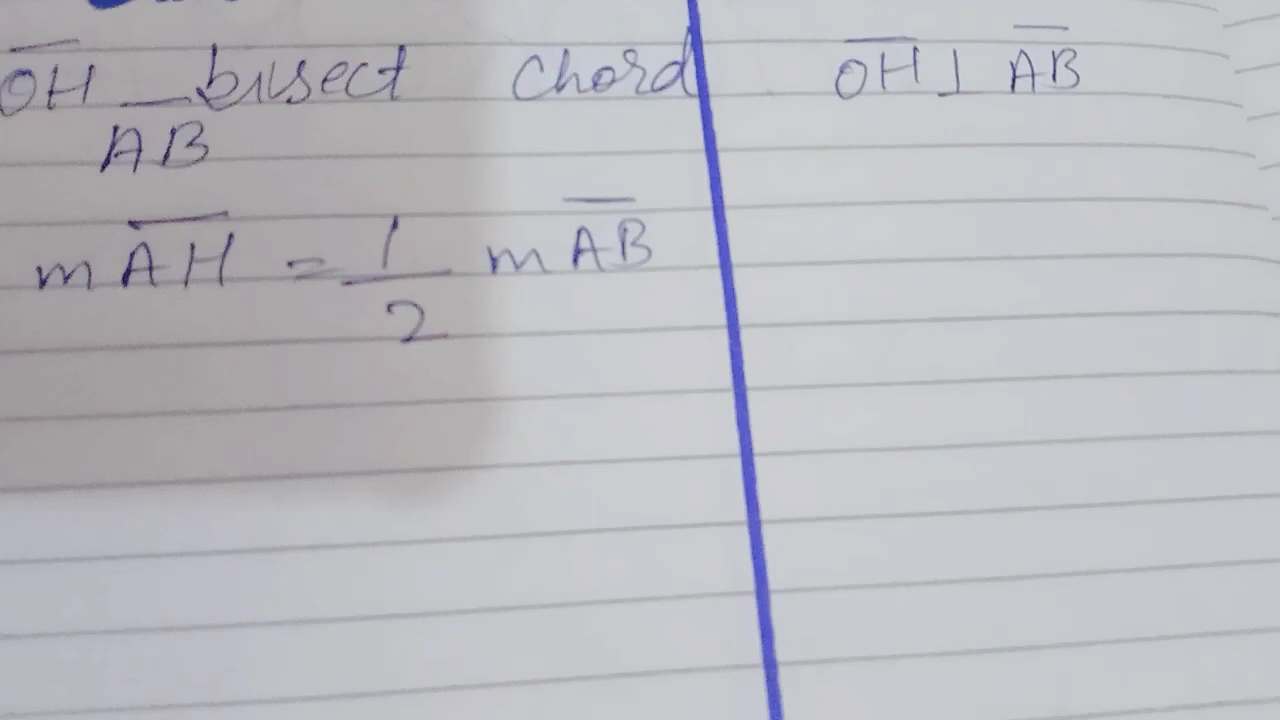 OH bisect chord OH ⊥ AB
AB
mAH = 1/2 mAB